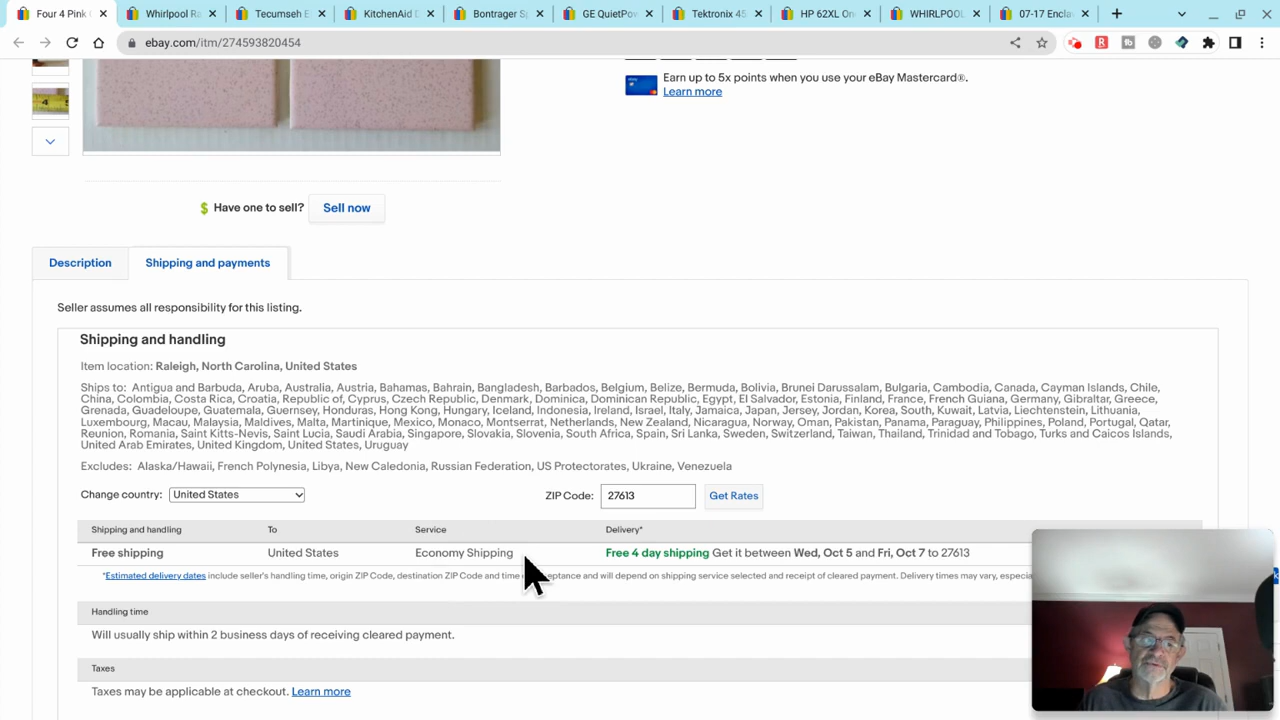 Four 4 Pink
Whirlpool Ra
Tecumseh E
KitchenAid D
Bontrager Sp
GE QuietPow
Tektronix 45
HP 62XL On
WHIRLPOOL
07-17 Encla
ebay.com/itm/274593820454
Earn up to 5x points when you use your eBay Mastercard®.
Learn more
Have one to sell?
Sell now
Description
Shipping and payments
Seller assumes all responsibility for this listing.
Shipping and handling
Item location: Raleigh, North Carolina, United States
Ships to: Antigua and Barbuda, Aruba, Australia, Austria, Bahamas, Bahrain, Bangladesh, Barbados, Belgium, Belize, Bermuda, Bolivia, Brunei Darussalam, Bulgaria, Cambodia, Canada, Cayman Islands, Chile,
China, Colombia, Costa Rica, Croatia, Republic of, Cyprus, Czech Republic, Denmark, Dominica, Dominican Republic, Egypt, El Salvador, Estonia, Finland, France, French Guiana, Germany, Gibraltar, Greece,
Grenada, Guadeloupe, Guatemala, Guernsey, Honduras, Hong Kong, Hungary, Iceland, Indonesia, Ireland, Israel, Italy, Jamaica, Japan, Jersey, Jordan, Korea, South, Kuwait, Latvia, Liechtenstein, Lithuania,
Luxembourg, Macau, Malaysia, Maldives, Malta, Martinique, Mexico, Monaco, Montserrat, Netherlands, New Zealand, Nicaragua, Norway, Oman, Pakistan, Panama, Paraguay, Philippines, Poland, Portugal, Qatar,
Reunion, Romania, Saint Kitts-Nevis, Saint Lucia, Saudi Arabia, Singapore, Slovakia, Slovenia, South Africa, Spain, Sri Lanka, Sweden, Switzerland, Taiwan, Thailand, Trinidad and Tobago, Turks and Caicos Islands,
United Arab Emirates, United Kingdom, United States, Uruguay
Excludes: Alaska/Hawaii, French Polynesia, Libya, New Caledonia, Russian Federation, US Protectorates, Ukraine, Venezuela
Change country: United States
ZIP Code: 27613
Get Rates
Shipping and handling To Service Delivery*
Free shipping United States Economy Shipping Free 4 day shipping Get it between Wed, Oct 5 and Fri, Oct 7 to 27613
*Estimated delivery dates include seller's handling time, origin ZIP Code, destination ZIP Code and time ceptance and will depend on shipping service selected and receipt of cleared payment. Delivery times may vary, especia
Handling time
Will usually ship within 2 business days of receiving cleared payment.
Taxes
Taxes may be applicable at checkout. Learn more